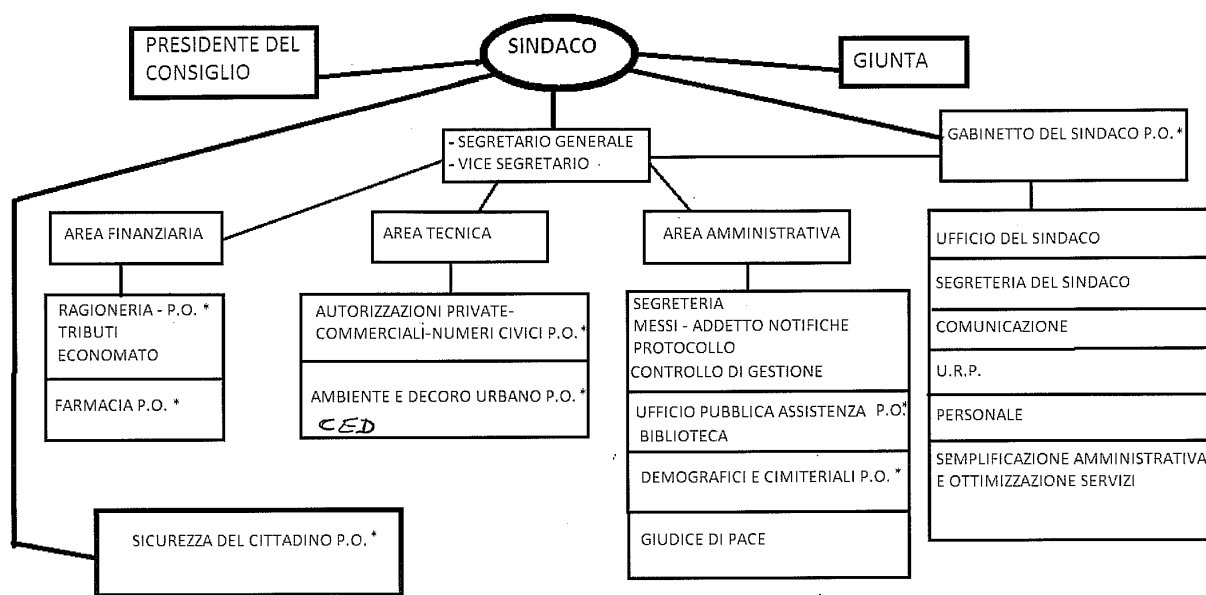 PRESIDENTE DEL
CONSIGLIO
SINDACO
GIUNTA
- SEGRETARIO GENERALE
- VICE SEGRETARIO
GABINETTO DEL SINDACO P.O. *
AREA FINANZIARIA
AREA TECNICA
AREA AMMINISTRATIVA
RAGIONERIA - P.O. *
TRIBUTI
ECONOMATO
FARMACIA P.O. *
AUTORIZZAZIONI PRIVATE-
COMMERCIALI-NUMERI CIVICI P.O. *
AMBIENTE E DECORO URBANO P.O. *
CED
SEGRETERIA
MESSI - ADDETTO NOTIFICHE
PROTOCOLLO
CONTROLLO DI GESTIONE
UFFICIO PUBBLICA ASSISTENZA P.O.*
BIBLIOTECA
DEMOGRAFICI E CIMITERIALI P.O. *
GIUDICE DI PACE
UFFICIO DEL SINDACO
SEGRETERIA DEL SINDACO
COMUNICAZIONE
U.R.P.
PERSONALE
SEMPLIFICAZIONE AMMINISTRATIVA
E OTTIMIZZAZIONE SERVIZI
SICUREZZA DEL CITTADINO P.O. *